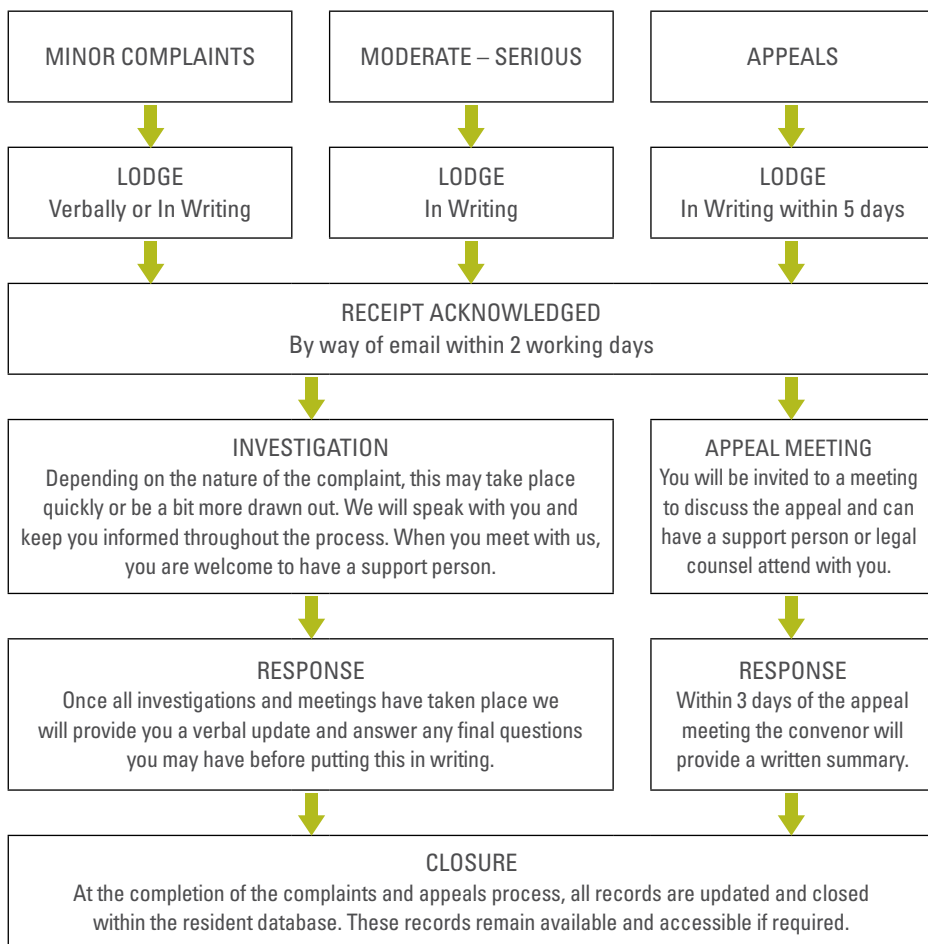 MINOR COMPLAINTS
MODERATE – SERIOUS
APPEALS
LODGE
Verbally or In Writing
LODGE
In Writing
LODGE
In Writing within 5 days
RECEIPT ACKNOWLEDGED
By way of email within 2 working days
INVESTIGATION
Depending on the nature of the complaint, this may take place
quickly or be a bit more drawn out. We will speak with you and
keep you informed throughout the process. When you meet with us,
you are welcome to have a support person.
APPEAL MEETING
You will be invited to a meeting
to discuss the appeal and can
have a support person or legal
counsel attend with you.
RESPONSE
Once all investigations and meetings have taken place we
will provide you a verbal update and answer any final questions
you may have before putting this in writing.
RESPONSE
Within 3 days of the appeal
meeting the convenor will
provide a written summary.
CLOSURE
At the completion of the complaints and appeals process, all records are updated and closed
within the resident database. These records remain available and accessible if required.